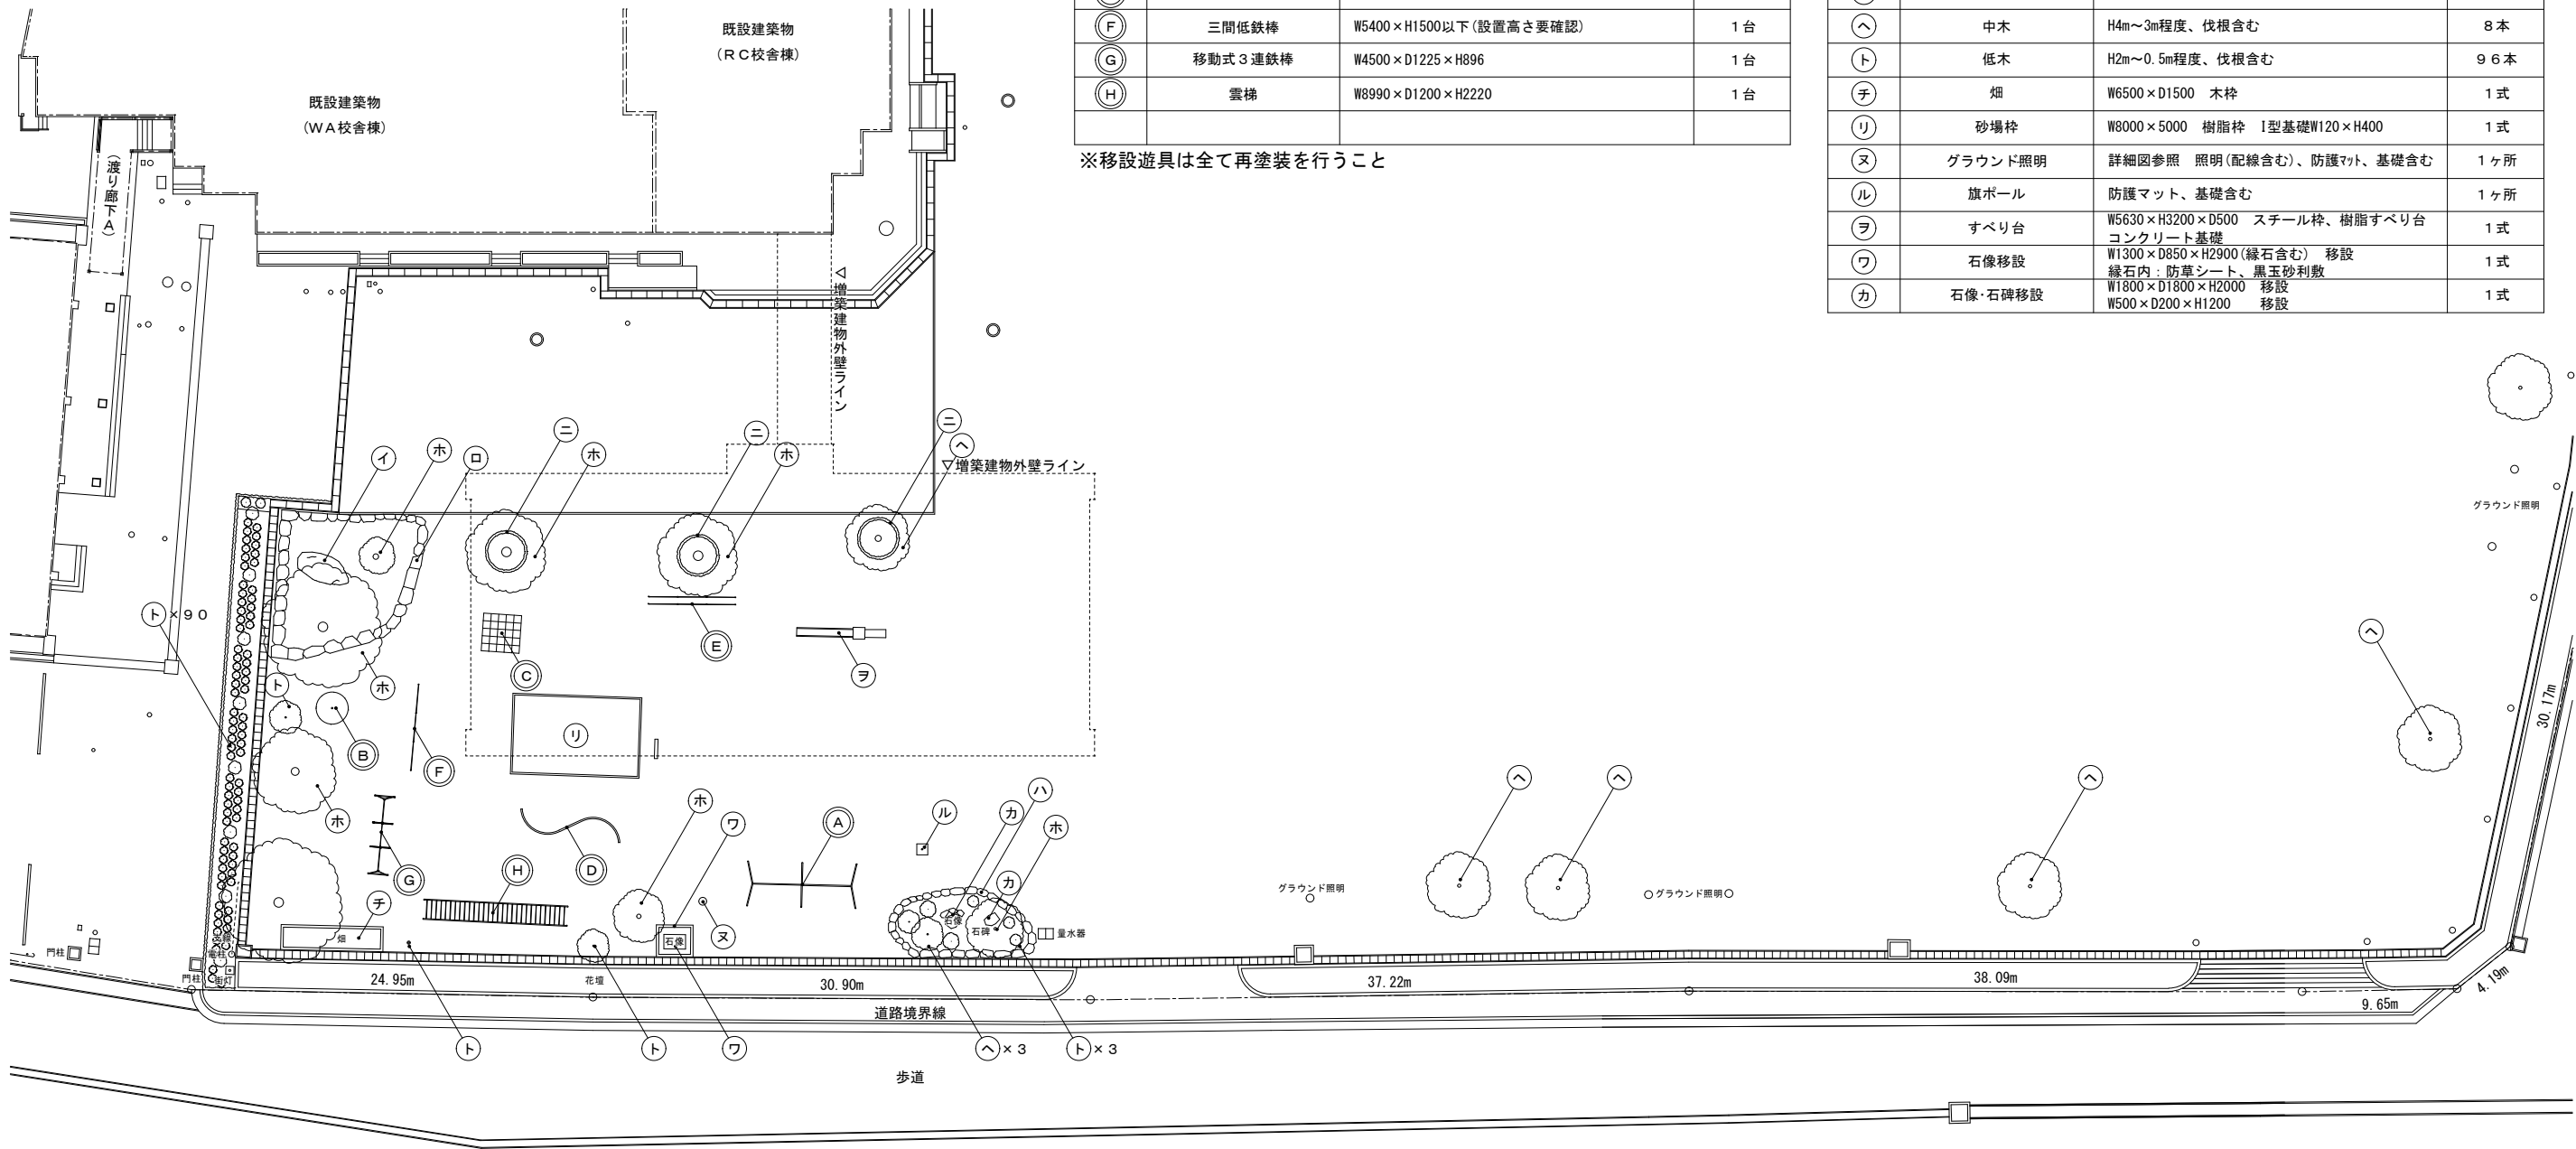 既設建築物
(RC校舎棟)
既設建築物
(WA校舎棟)
(渡り廊下A)
F 三間低鉄棒 W5400×H1500以下(設置高さ要確認) 1台
G 移動式3連鉄棒 W4500×D1225×H896 1台
H 雲梯 W8990×D1200×H2220 1台
※移設遊具は全て再塗装を行うこと
ヘ 中木 H4m～3m程度、伐根含む 8本
ト 低木 H2m～0.5m程度、伐根含む 96本
チ 畑 W6500×D1500 木枠 1式
リ 砂場枠 W8000×5000 樹脂枠 I型基礎W120×H400 1式
ヌ グラウンド照明 詳細図参照 照明(配線含む)、防護マット、基礎含む 1ヶ所
ル 旗ポール 防護マット、基礎含む 1ヶ所
ヲ すべり台 W5630×H3200×D500 スチール枠、樹脂すべり台
コンクリート基礎 1式
ワ 石像移設 W1300×D850×H2900(縁石含む) 移設
縁石内：防草シート、黒玉砂利敷 1式
カ 石像・石碑移設 W1800×D1800×H2000 移設
W500×D200×H1200 移設 1式
▽増築建物外壁ライン
▽増築建物外壁ライン
イ
ホ
ロ
ニ
ホ
ニ
ホ
ニ
ヘ
グラウンド照明
ト×90
C
E
ヲ
ヘ
ト
ホ
B
F
リ
30.17m
ホ
G
H
D
ホ
ワ
A
ル
カ
ハ
ホ
カ
ヘ
ヘ
ヘ
チ
畑
石像
ヌ
石像
石碑
量水器
グラウンド照明
グラウンド照明
門柱
門柱
電柱
街灯
24.95m
花壇
30.90m
37.22m
38.09m
9.65m
4.19m
道路境界線
ト
ト
ワ
ヘ×3
ト×3
歩道